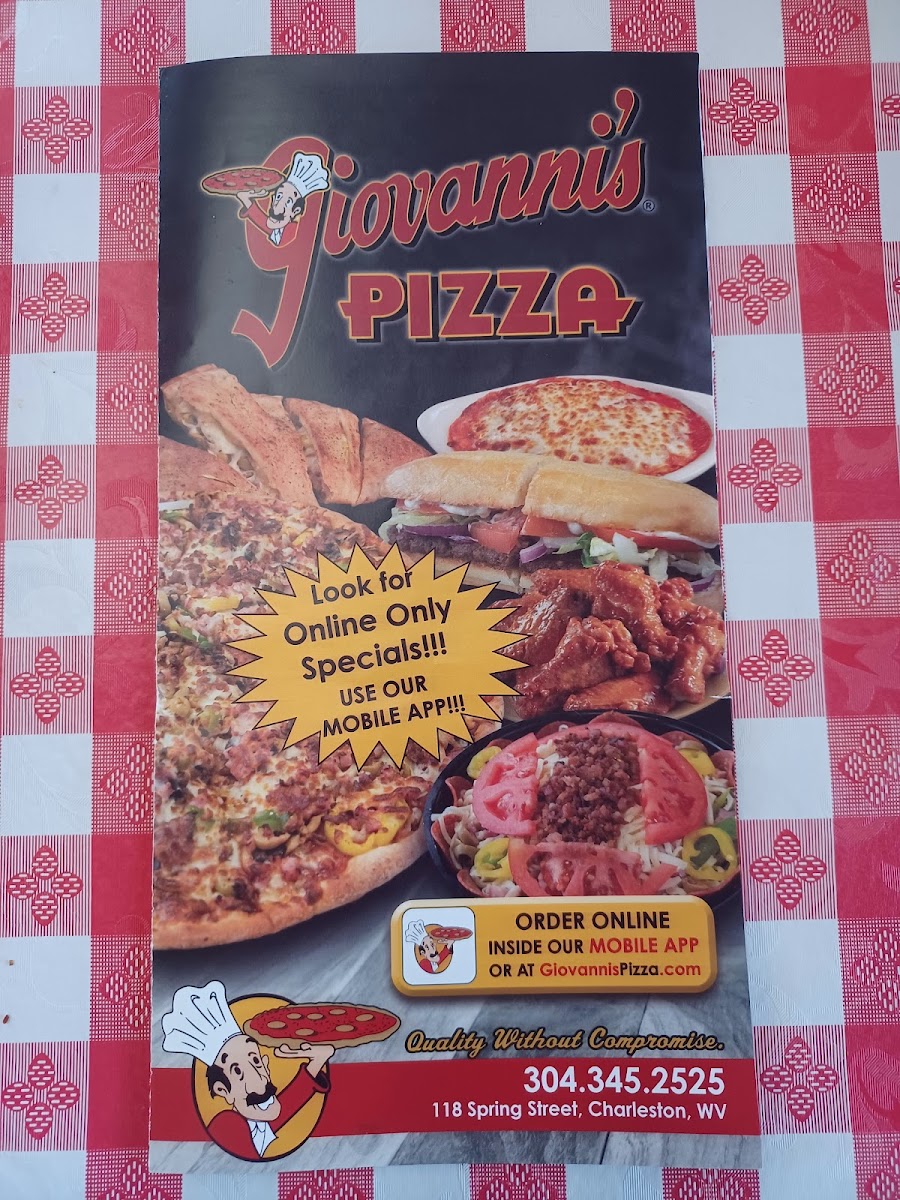 Giovanni's®
PIZZA
Look for
Online Only
Specials!!!
USE OUR
MOBILE APP!!!
ORDER ONLINE
INSIDE OUR MOBILE APP
OR AT GiovannisPizza.com
Quality Without Compromise.
304.345.2525
118 Spring Street, Charleston, WV